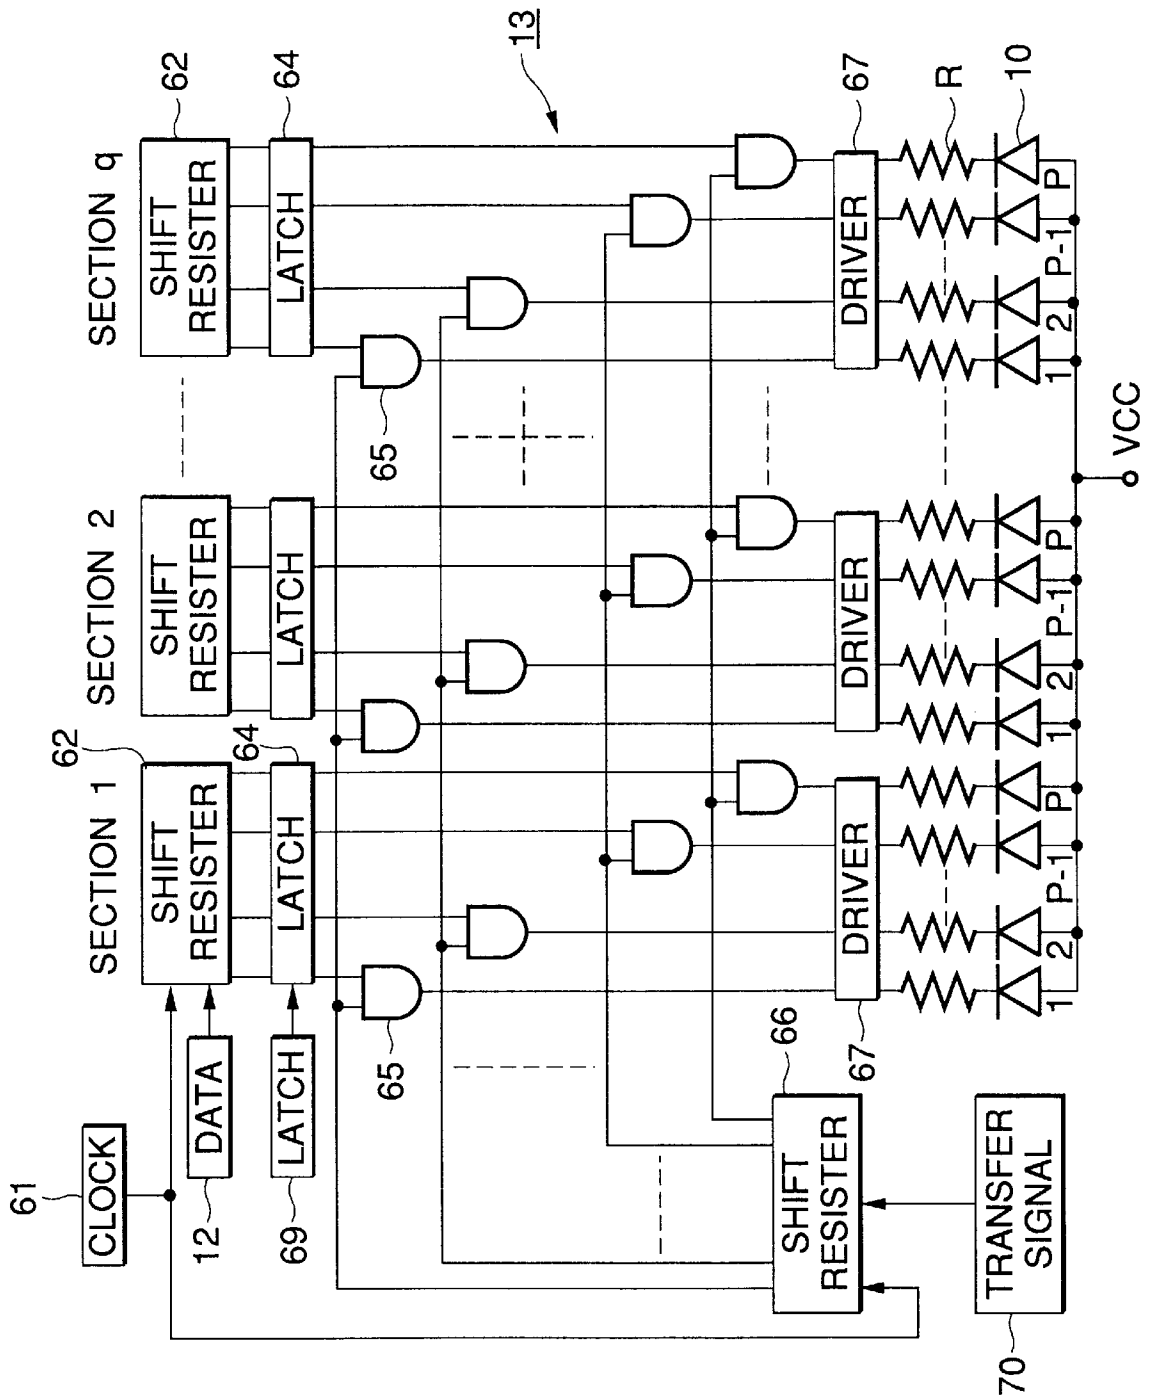 13
61
CLOCK
62
SECTION 1
SECTION 2
SECTION q
12
DATA
SHIFT
RESISTER
SHIFT
RESISTER
SHIFT
RESISTER
62
64
69
LATCH
LATCH
LATCH
LATCH
64
65
65
66
SHIFT
RESISTER
67
DRIVER
DRIVER
DRIVER
67
R
70
TRANSFER
SIGNAL
10
1 2 P-1 P
1 2 P-1 P
1 2 P-1 P
VCC